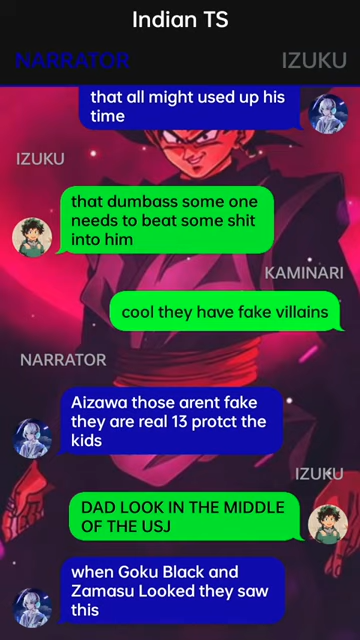 Indian TS
NARRATOR
IZUKU
that all might used up his
time
IZUKU
that dumbass some one
needs to beat some shit
into him
KAMINARI
cool they have fake villains
NARRATOR
Aizawa those arent fake
they are real 13 protct the
kids
IZUKU
DAD LOOK IN THE MIDDLE
OF THE USJ
when Goku Black and
Zamasu Looked they saw
this